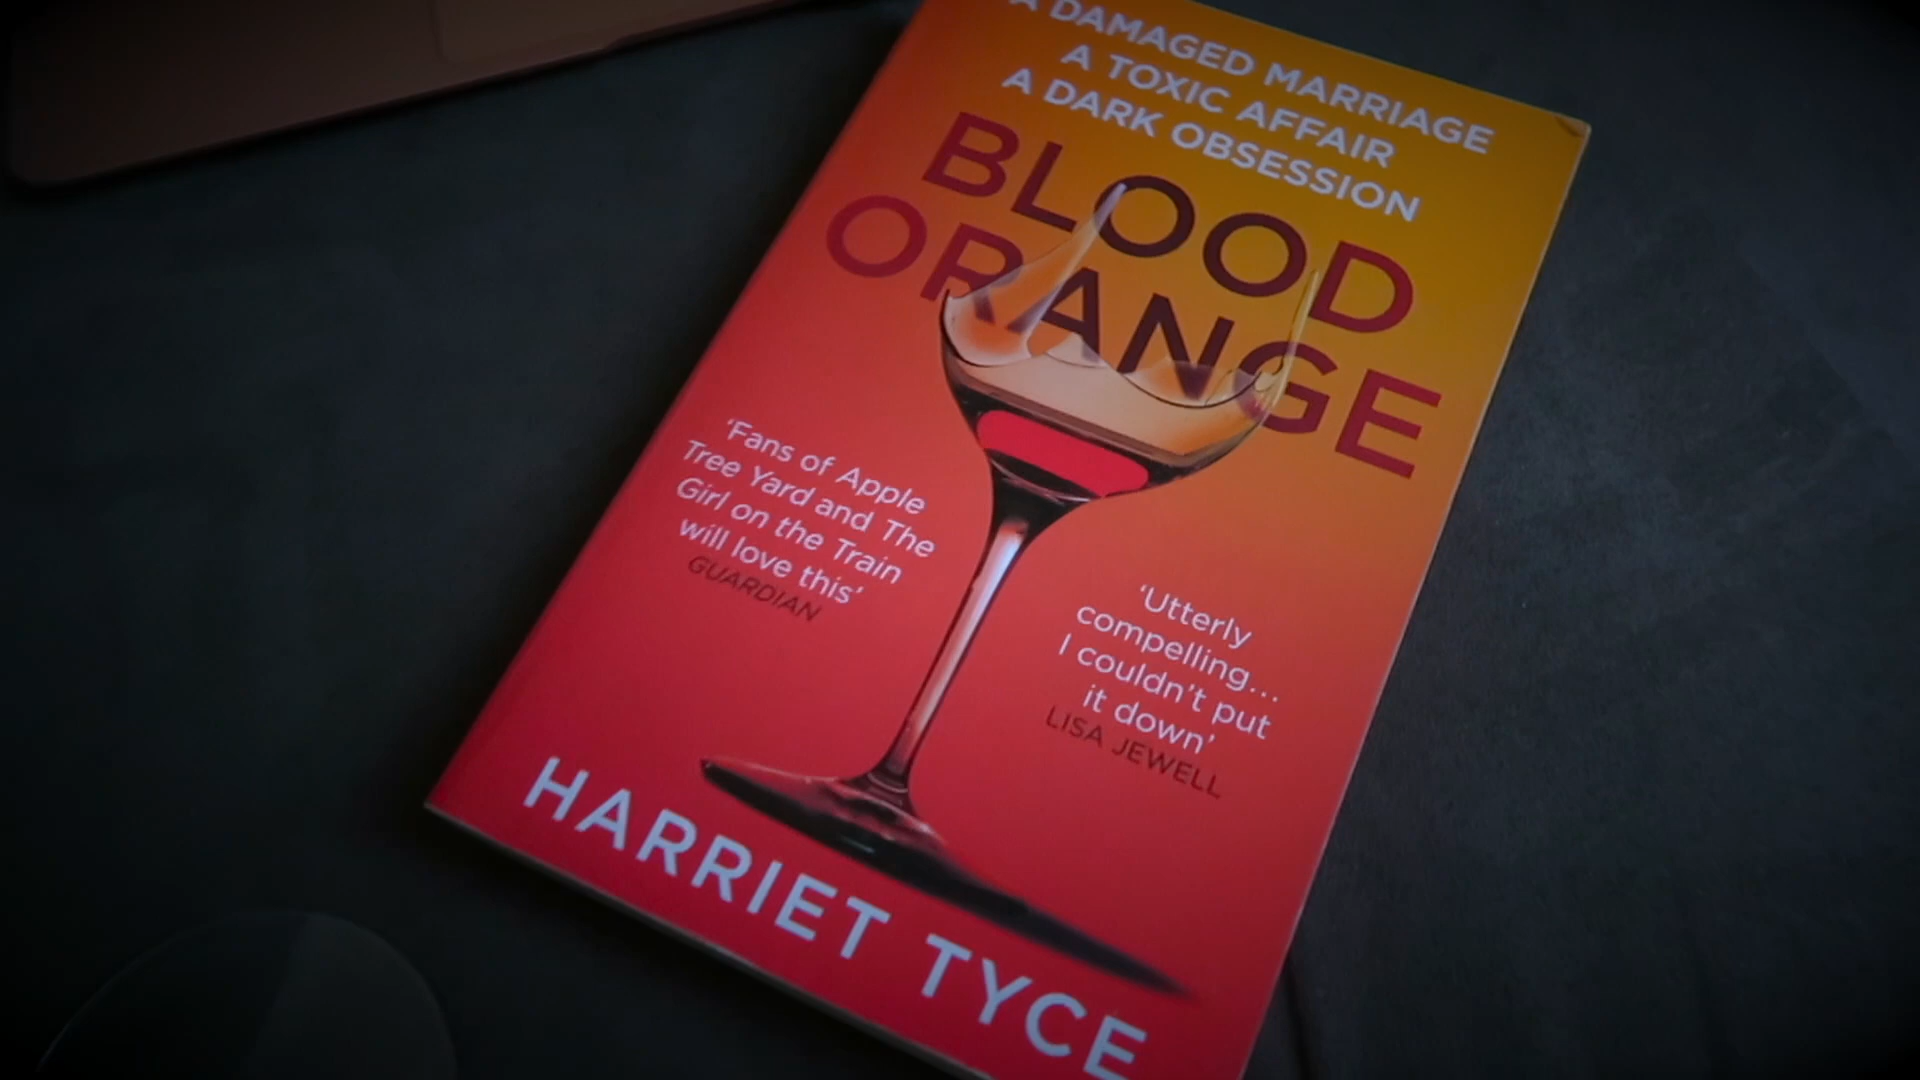 A DAMAGED MARRIAGE
A TOXIC AFFAIR
A DARK OBSESSION
BLOOD
ORANGE
‘Fans of Apple
Tree Yard and The
Girl on the Train
will love this’
GUARDIAN
‘Utterly
compelling...
I couldn’t put
it down’
LISA JEWELL
HARRIET TYCE